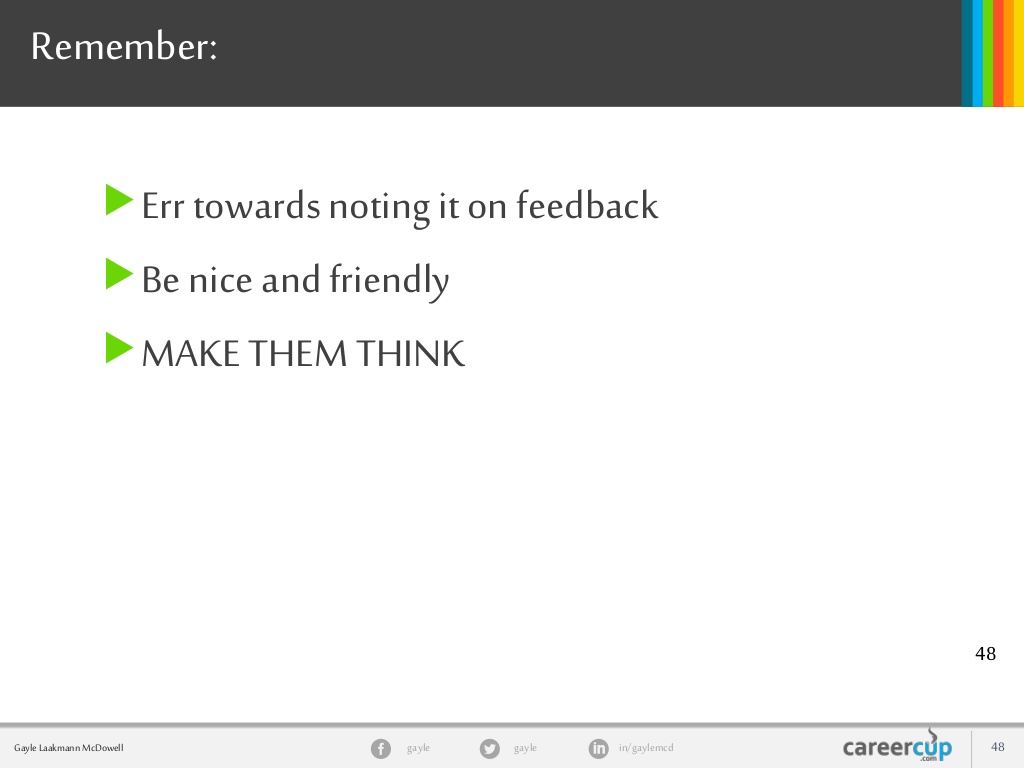 Remember:
Err towards noting it on feedback
Be nice and friendly
MAKE THEM THINK
48
Gayle Laakmann McDowell
gayle
gayle
in/gaylemcd
careercup
.com
48